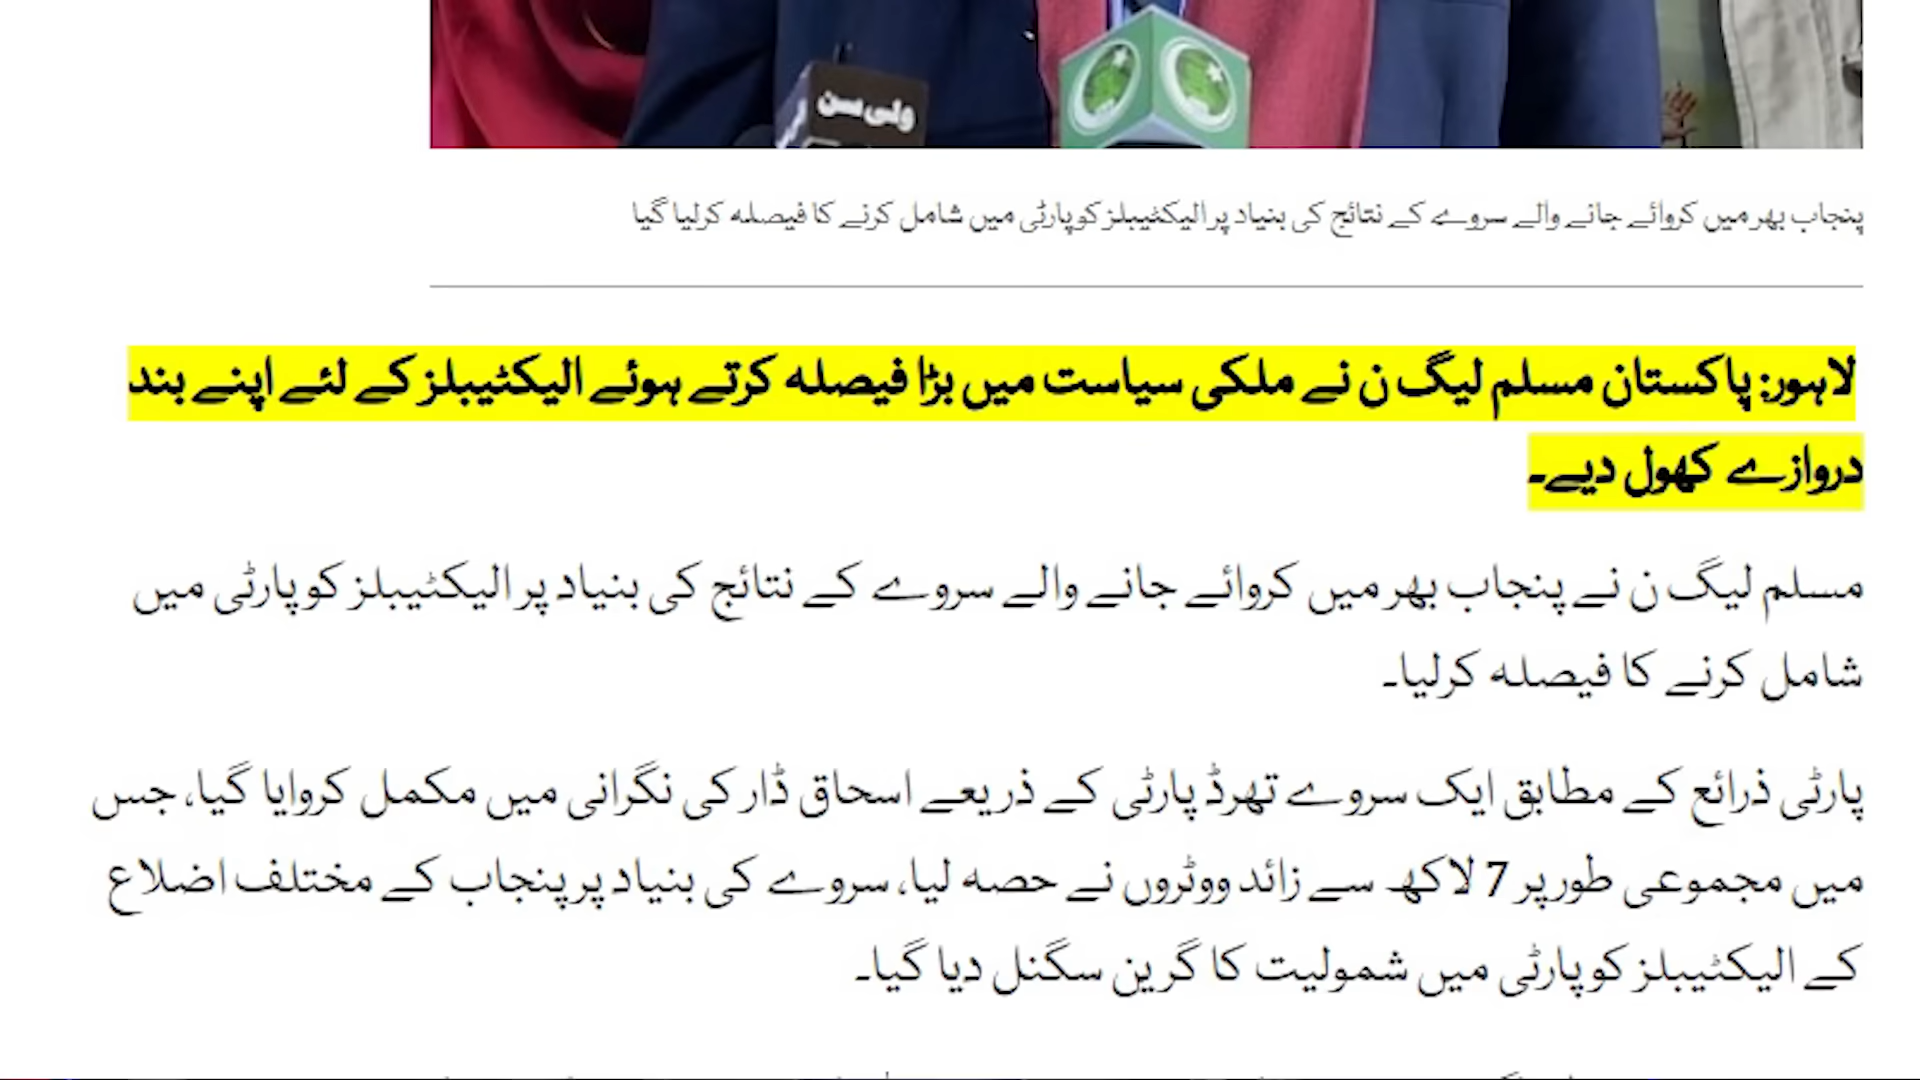 ولی سن
پنجاب بھر میں کروائے جانے والے سروے کے نتائج کی بنیاد پر الیکٹیبلز کو پارٹی میں شامل کرنے کا فیصلہ کرلیا گیا
لاہور: پاکستان مسلم لیگ ن نے ملکی سیاست میں بڑا فیصلہ کرتے ہوئے الیکٹیبلز کے لئے اپنے بند
دروازے کھول دیے۔
مسلم لیگ ن نے پنجاب بھر میں کروائے جانے والے سروے کے نتائج کی بنیاد پر الیکٹیبلز کو پارٹی میں
شامل کرنے کا فیصلہ کرلیا۔
پارٹی ذرائع کے مطابق ایک سروے تھرڈ پارٹی کے ذریعے اسحاق ڈار کی نگرانی میں مکمل کروایا گیا، جس
میں مجموعی طور پر 7 لاکھ سے زائد ووٹروں نے حصہ لیا، سروے کی بنیاد پر پنجاب کے مختلف اضلاع
کے الیکٹیبلز کو پارٹی میں شمولیت کا گرین سگنل دیا گیا۔